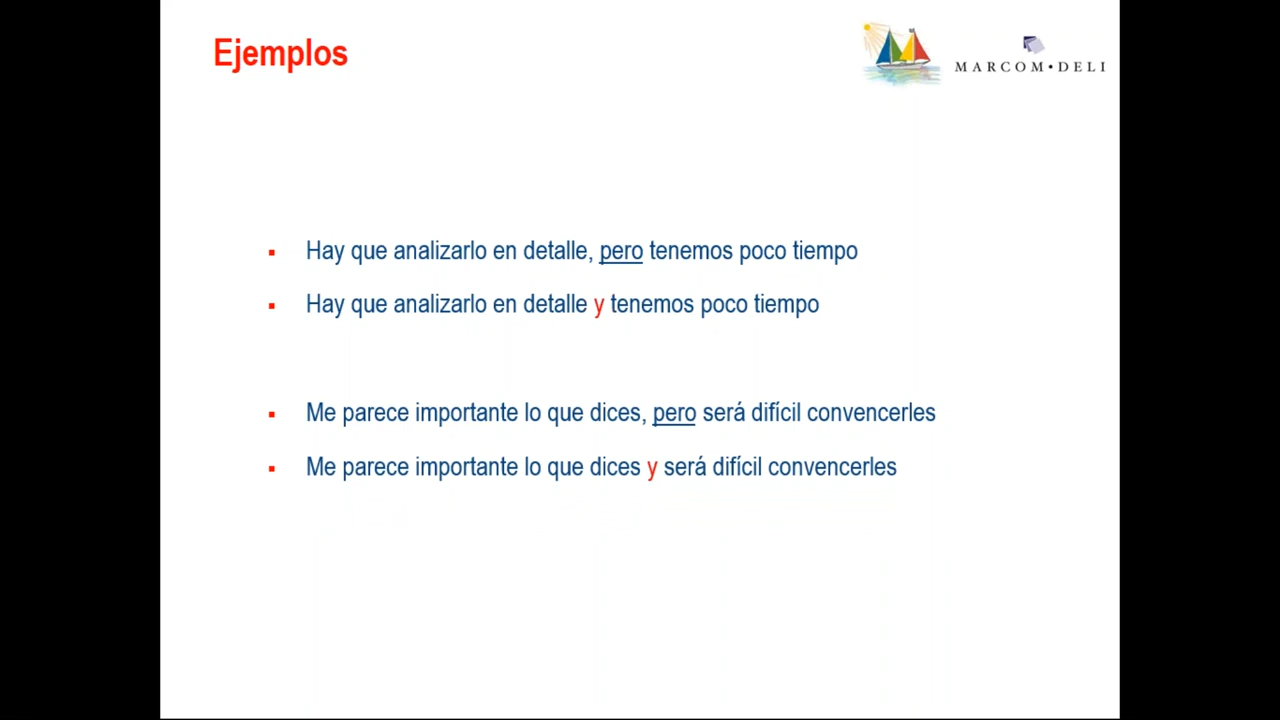 Ejemplos
MARCOM•DELI
Hay que analizarlo en detalle, pero tenemos poco tiempo
Hay que analizarlo en detalle y tenemos poco tiempo
Me parece importante lo que dices, pero será difícil convencerles
Me parece importante lo que dices y será difícil convencerles